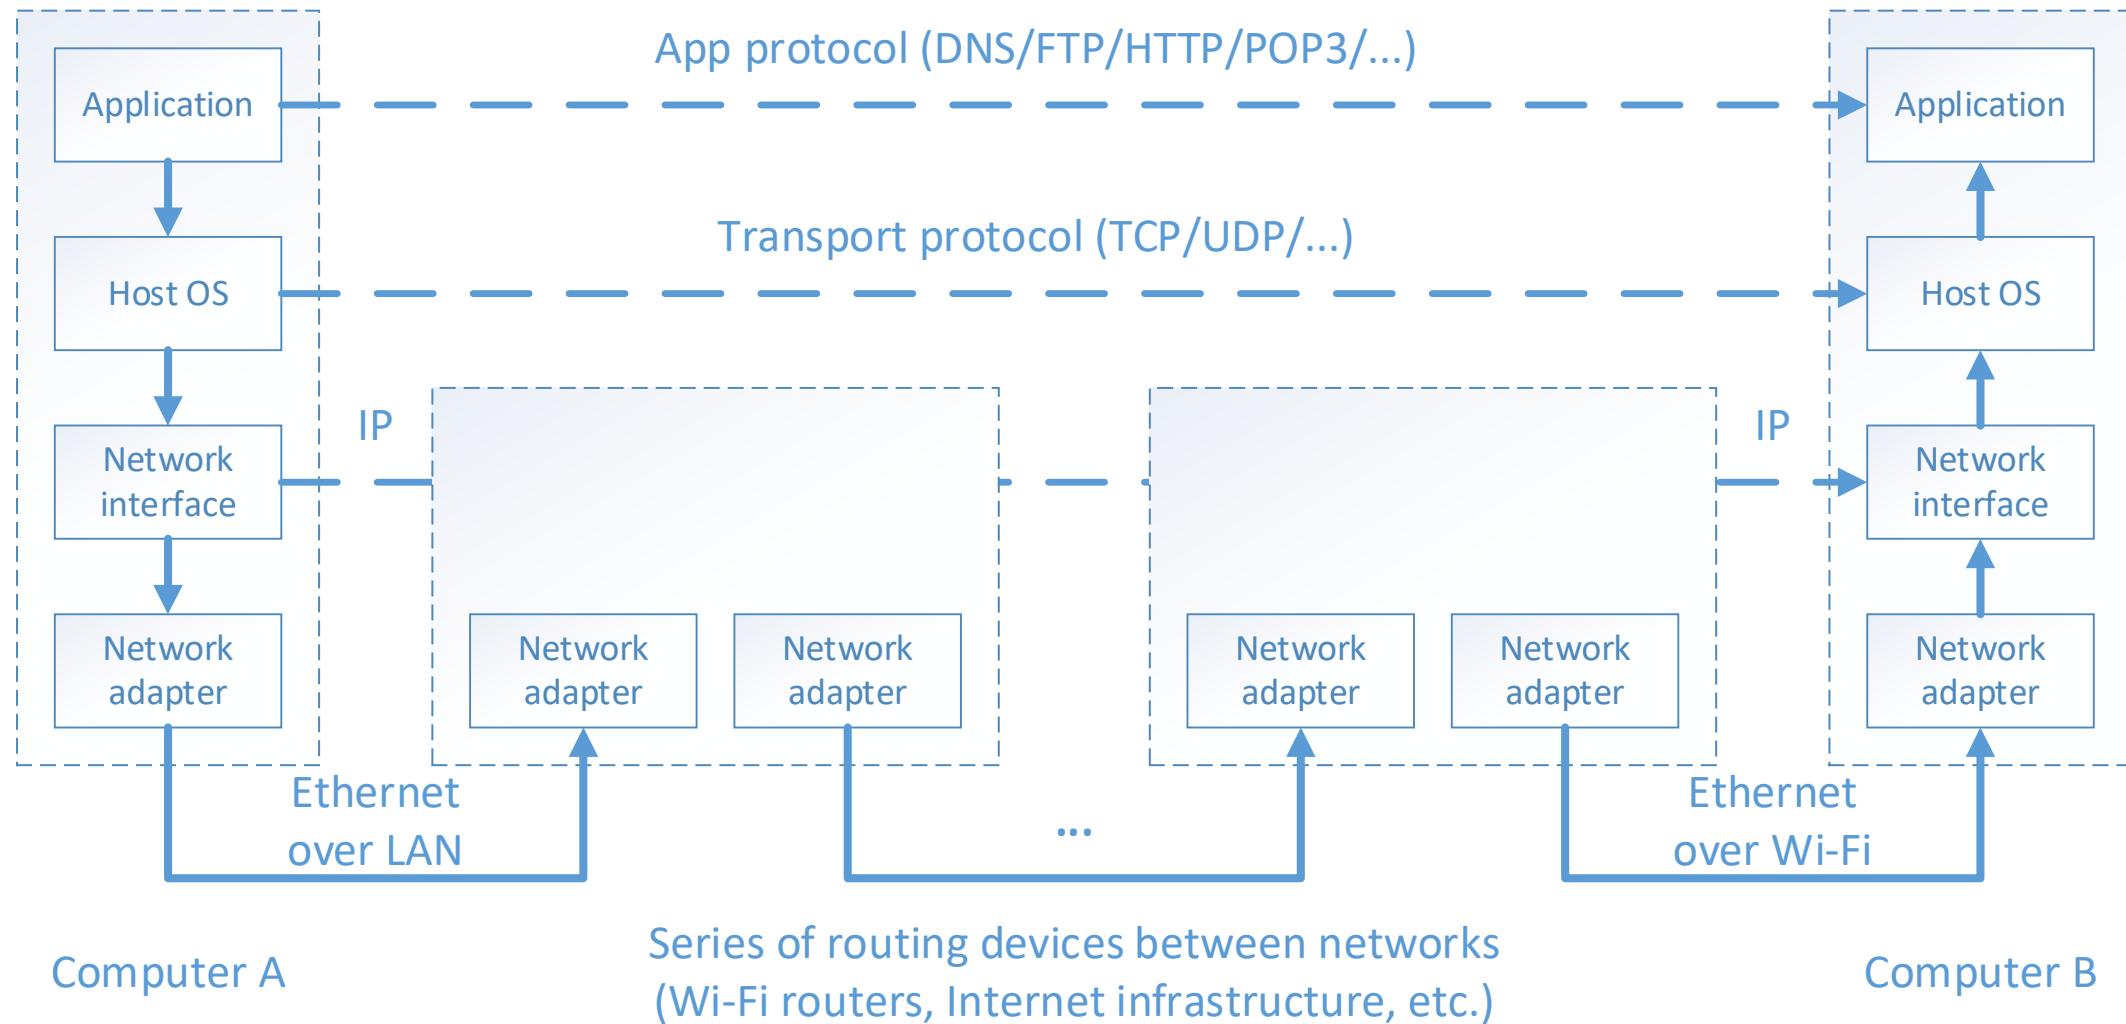 App protocol (DNS/FTP/HTTP/POP3/...)
Application
Application
Transport protocol (TCP/UDP/...)
Host OS
Host OS
IP
IP
Network
interface
Network
interface
Network
adapter
Network
adapter
Network
adapter
Network
adapter
Network
adapter
Network
adapter
Ethernet
over LAN
...
Ethernet
over Wi-Fi
Computer A
Series of routing devices between networks
(Wi-Fi routers, Internet infrastructure, etc.)
Computer B